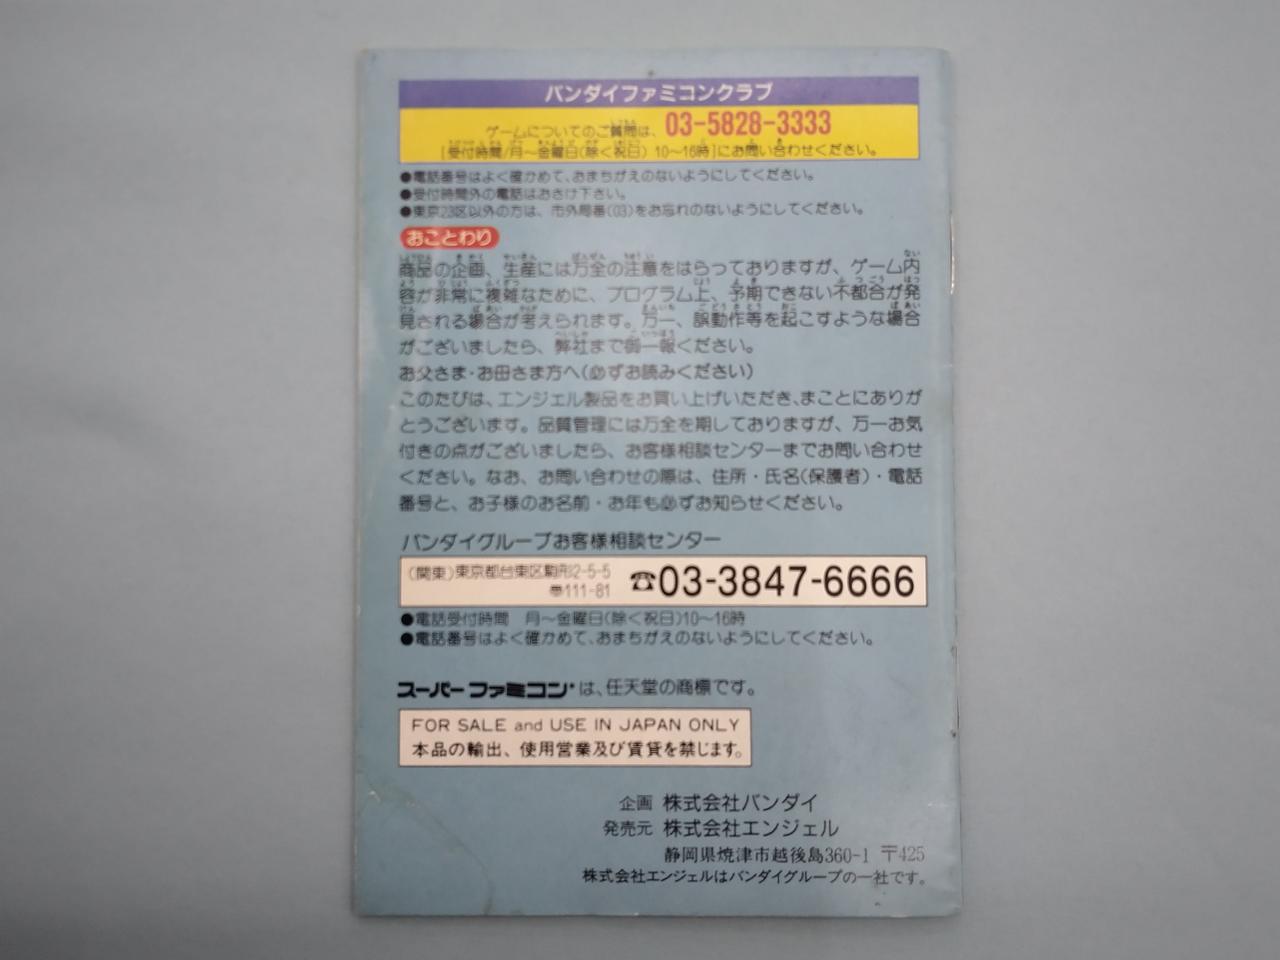 バンダイファミコンクラブ
ゲームについてのご質問は、 03-5828-3333
[受付時間/月〜金曜日(除く祝日) 10〜16時]にお問い合わせください。
●電話番号はよく確かめて、おまちがえのないようにしてください。
●受付時間外の電話はおさけ下さい。
●東京23区以外の方は、市外局番(03)をお忘れのないようにしてください。
おことわり
商品の企画、生産には万全の注意をはらっておりますが、ゲーム内
容が非常に複雑なために、プログラム上、予期できない不都合が発
見される場合が考えられます。万一、誤動作等を起こすような場合
がございましたら、弊社まで御一報ください。
お父さま・お母さま方へ(必ずお読みください)
このたびは、エンジェル製品をお買い上げいただき、まことにありが
とうございます。品質管理には万全を期しておりますが、万一お気
付きの点がございましたら、お客様相談センターまでお問い合わせ
ください。なお、お問い合わせの際は、住所・氏名(保護者)・電話
番号と、お子様のお名前・お年も必ずお知らせください。
バンダイグループお客様相談センター
(関東)東京都台東区駒形2-5-5
〠111-81
☎03-3847-6666
●電話受付時間 月〜金曜日(除く祝日)10〜16時
●電話番号はよく確かめて、おまちがえのないようにしてください。
スーパーファミコン®は、任天堂の商標です。
FOR SALE and USE IN JAPAN ONLY
本品の輸出、使用営業及び賃貸を禁じます。
企画 株式会社バンダイ
発売元 株式会社エンジェル
静岡県焼津市越後島360-1 〒425
株式会社エンジェルはバンダイグループの一社です。